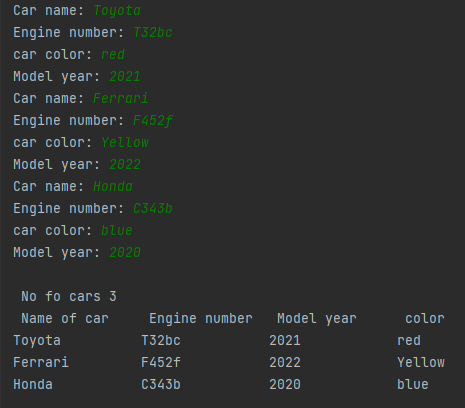 Car name: Toyota
Engine number: T32bc
car color: red
Model year: 2021
Car name: Ferrari
Engine number: F452f
car color: Yellow
Model year: 2022
Car name: Honda
Engine number: C343b
car color: blue
Model year: 2020
No fo cars 3
Name of car Engine number Model year color
Toyota T32bc 2021 red
Ferrari F452f 2022 Yellow
Honda C343b 2020 blue